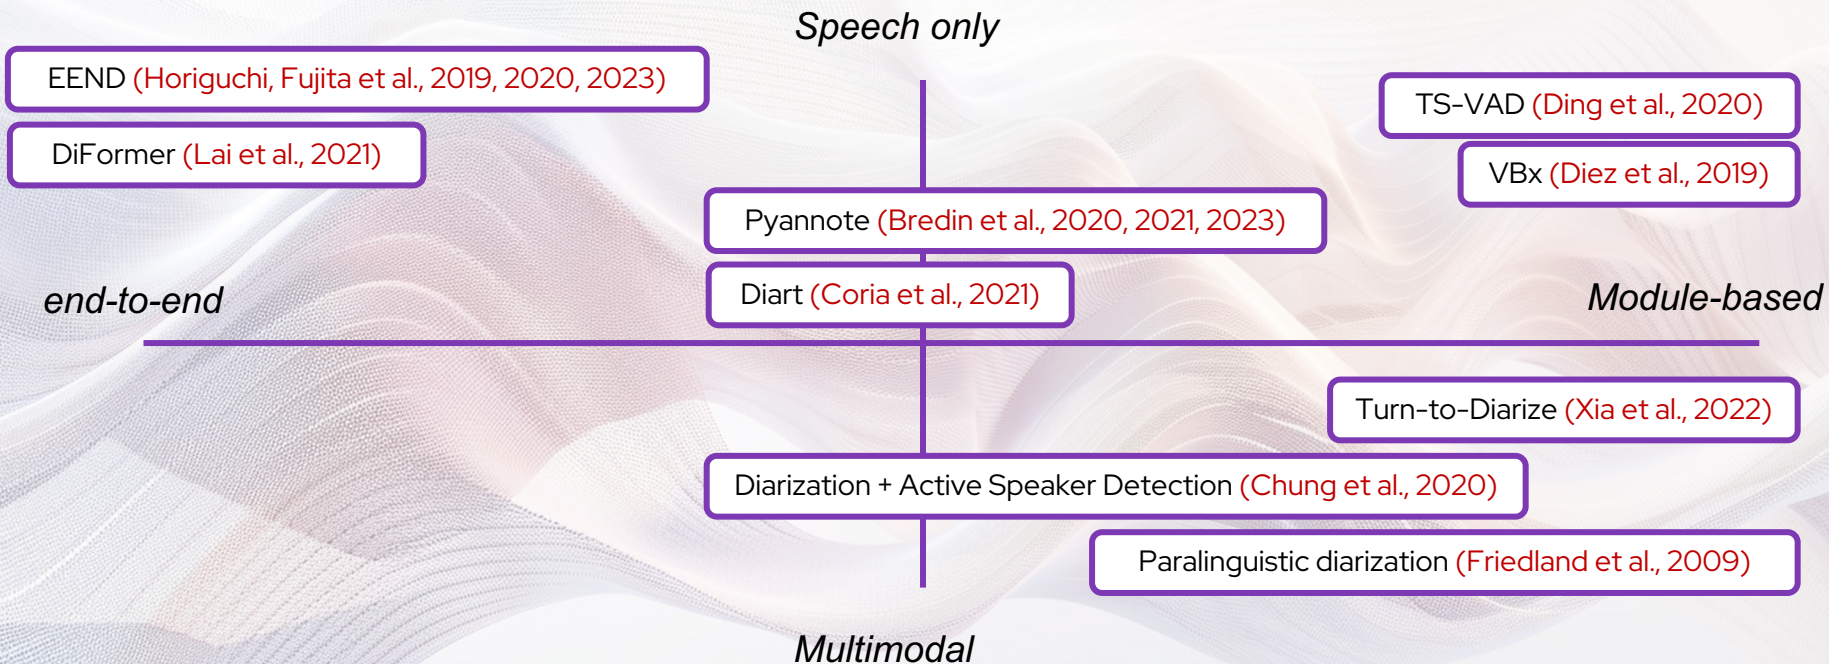 Speech only
EEND (Horiguchi, Fujita et al., 2019, 2020, 2023)
TS-VAD (Ding et al., 2020)
DiFormer (Lai et al., 2021)
VBx (Diez et al., 2019)
Pyannote (Bredin et al., 2020, 2021, 2023)
Diart (Coria et al., 2021)
end-to-end
Module-based
Turn-to-Diarize (Xia et al., 2022)
Diarization + Active Speaker Detection (Chung et al., 2020)
Paralinguistic diarization (Friedland et al., 2009)
Multimodal